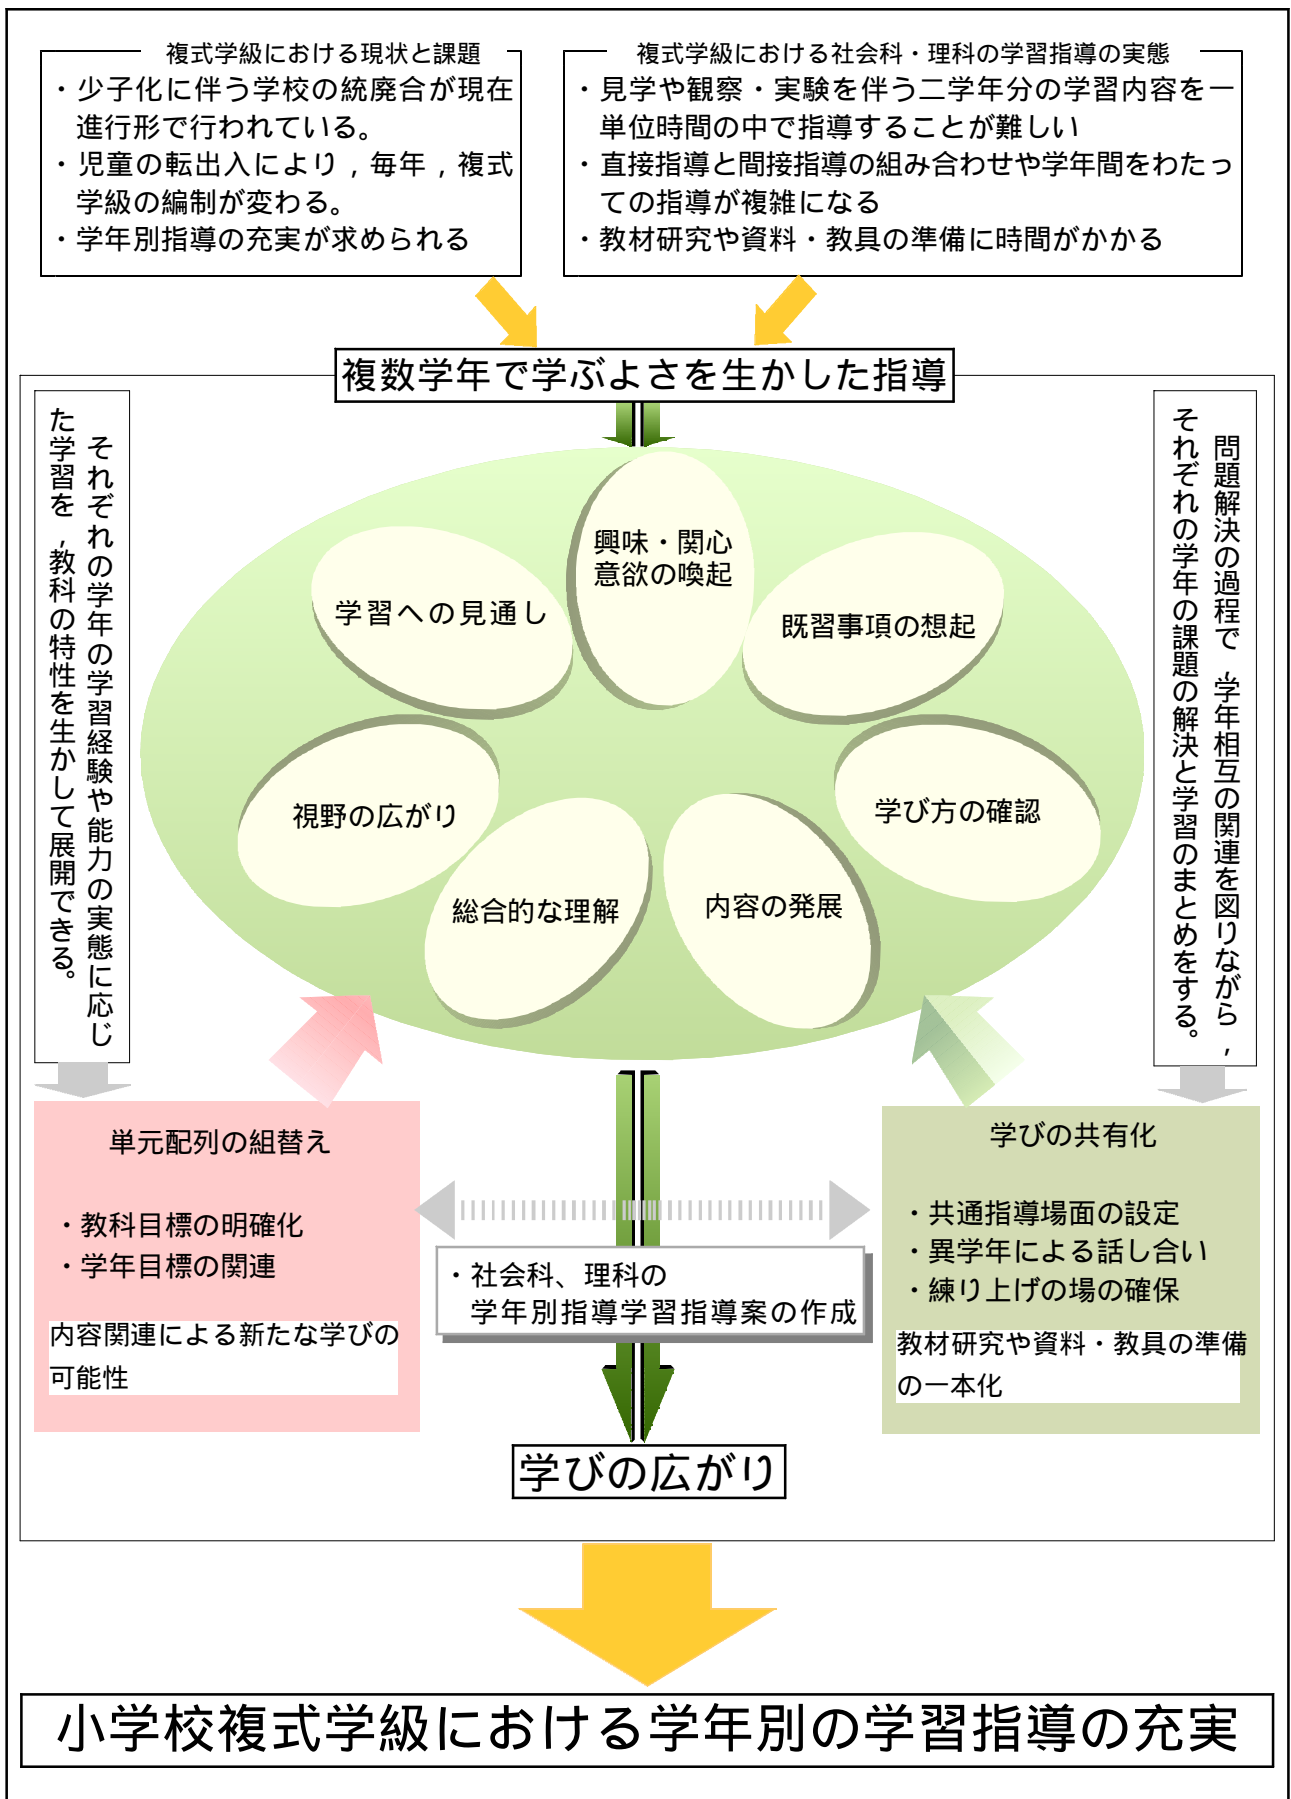 複式学級における現状と課題
・少子化に伴う学校の統廃合が現在
進行形で行われている。
・児童の転出入により，毎年，複式
学級の編制が変わる。
・学年別指導の充実が求められる
複式学級における社会科・理科の学習指導の実態
・見学や観察・実験を伴う二学年分の学習内容を一
単位時間の中で指導することが難しい
・直接指導と間接指導の組み合わせや学年間をわたっ
ての指導が複雑になる
・教材研究や資料・教具の準備に時間がかかる
複数学年で学ぶよさを生かした指導
それぞれの学年の学習経験や能力の実態に応じ
た学習を，教科の特性を生かして展開できる。
問題解決の過程で，学年相互の関連を図りながら，
それぞれの学年の課題の解決と学習のまとめをする。
興味・関心
意欲の喚起
学習への見通し
既習事項の想起
視野の広がり
学び方の確認
総合的な理解
内容の発展
単元配列の組替え
・教科目標の明確化
・学年目標の関連
内容関連による新たな学びの
可能性
・社会科、理科の
学年別指導学習指導案の作成
学びの共有化
・共通指導場面の設定
・異学年による話し合い
・練り上げの場の確保
教材研究や資料・教具の準備
の一本化
学びの広がり
小学校複式学級における学年別の学習指導の充実